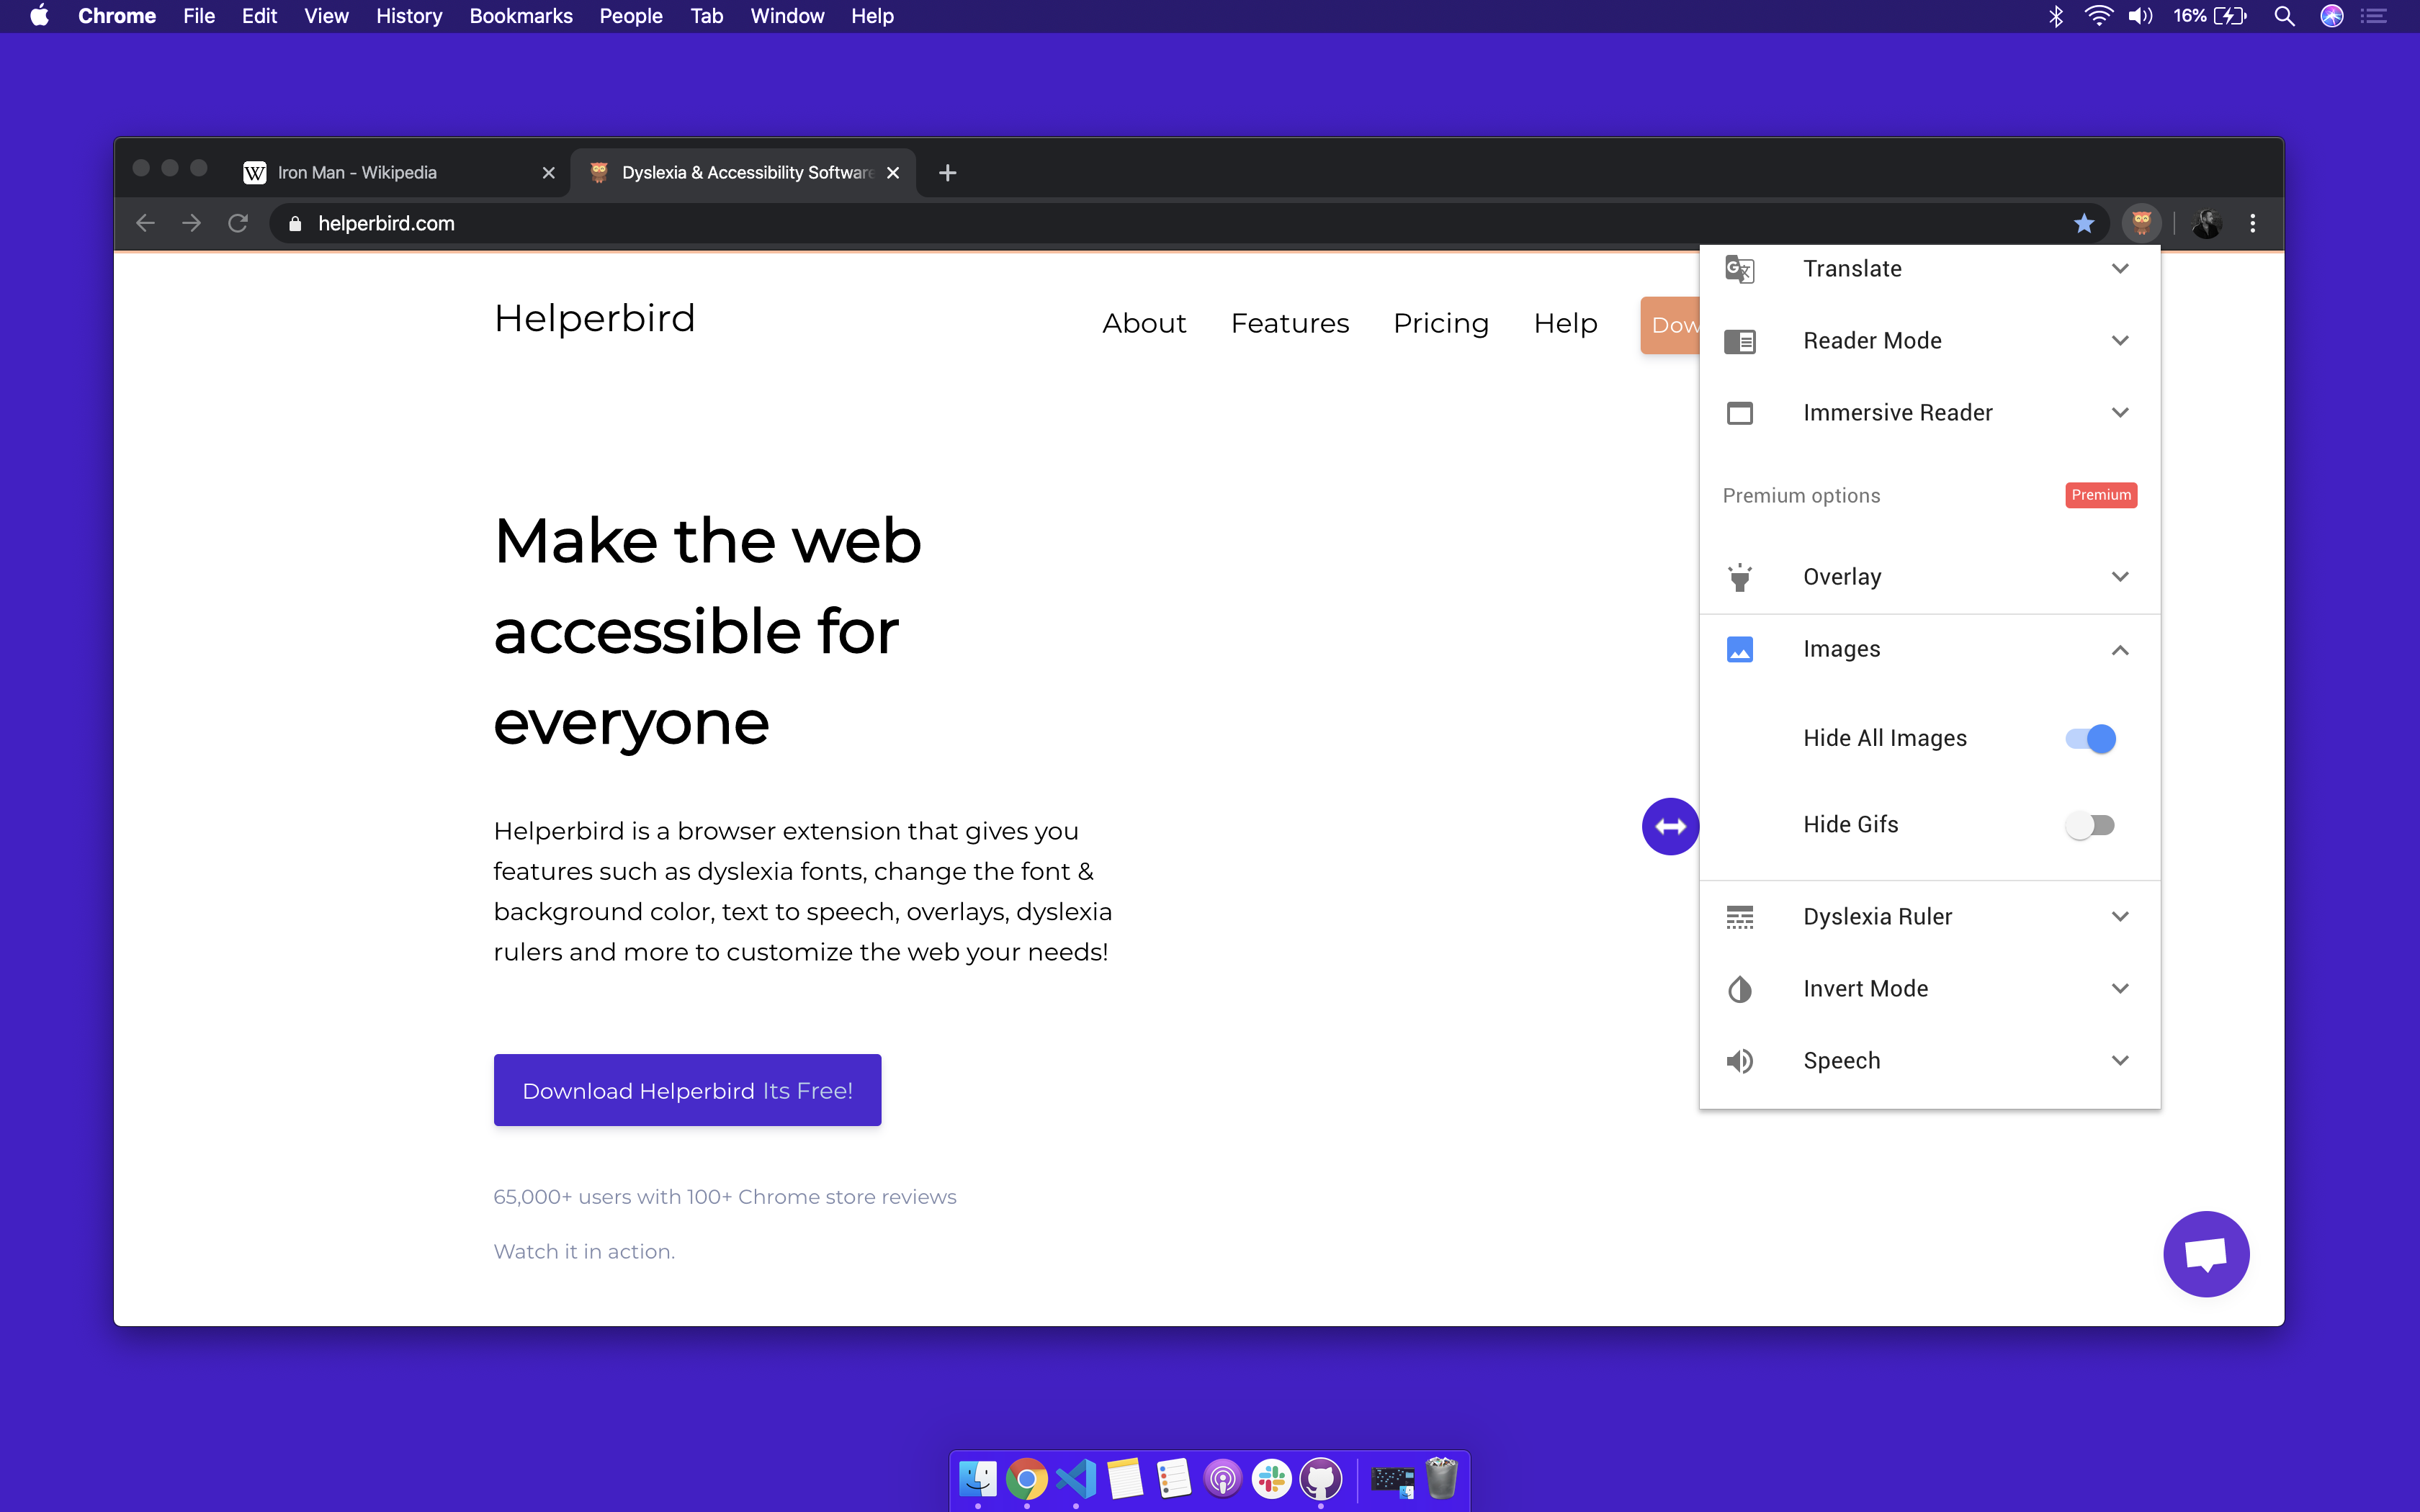 Chrome File Edit View History Bookmarks People Tab Window Help
16%
W Iron Man - Wikipedia
Dyslexia & Accessibility Software
helperbird.com
Helperbird
About Features Pricing Help Dow
Make the web
accessible for
everyone
Helperbird is a browser extension that gives you
features such as dyslexia fonts, change the font &
background color, text to speech, overlays, dyslexia
rulers and more to customize the web your needs!
Download Helperbird Its Free!
65,000+ users with 100+ Chrome store reviews
Watch it in action.
Translate
Reader Mode
Immersive Reader
Premium options Premium
Overlay
Images
Hide All Images
Hide Gifs
Dyslexia Ruler
Invert Mode
Speech